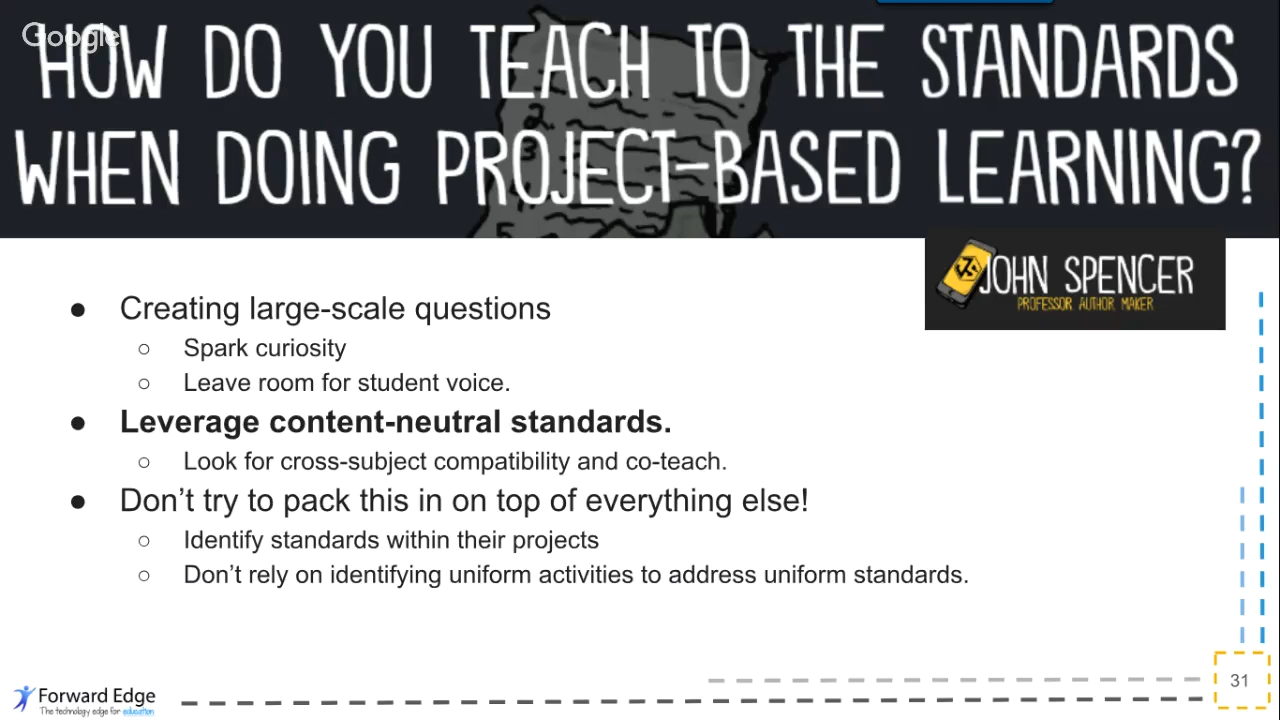 Google
HOW DO YOU TEACH TO THE STANDARDS
WHEN DOING PROJECT-BASED LEARNING?
JS
JOHN SPENCER
PROFESSOR AUTHOR MAKER
● Creating large-scale questions
○ Spark curiosity
○ Leave room for student voice.
● Leverage content-neutral standards.
○ Look for cross-subject compatibility and co-teach.
● Don’t try to pack this in on top of everything else!
○ Identify standards within their projects
○ Don’t rely on identifying uniform activities to address uniform standards.
Forward Edge
The technology edge for education
31